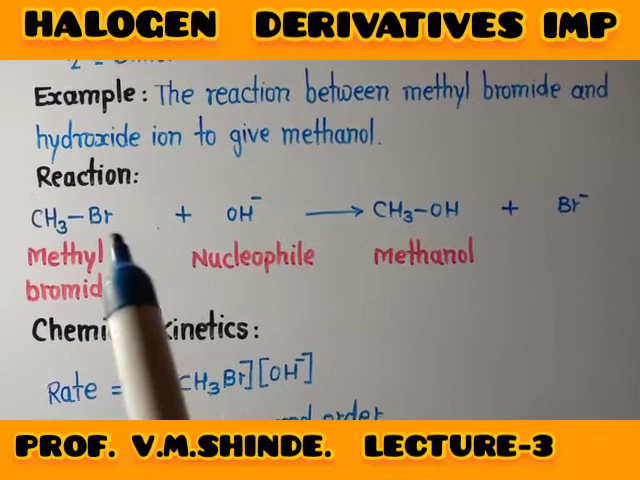 HALOGEN DERIVATIVES IMP
Example: The reaction between methyl bromide and
hydroxide ion to give methanol.
Reaction:
CH₃–Br + OH⁻ ⟶ CH₃–OH + Br⁻
Methyl Nucleophile Methanol
bromid
Chemi kinetics:
Rate = CH₃Br][OH⁻]
order
PROF. V.M.SHINDE. LECTURE-3